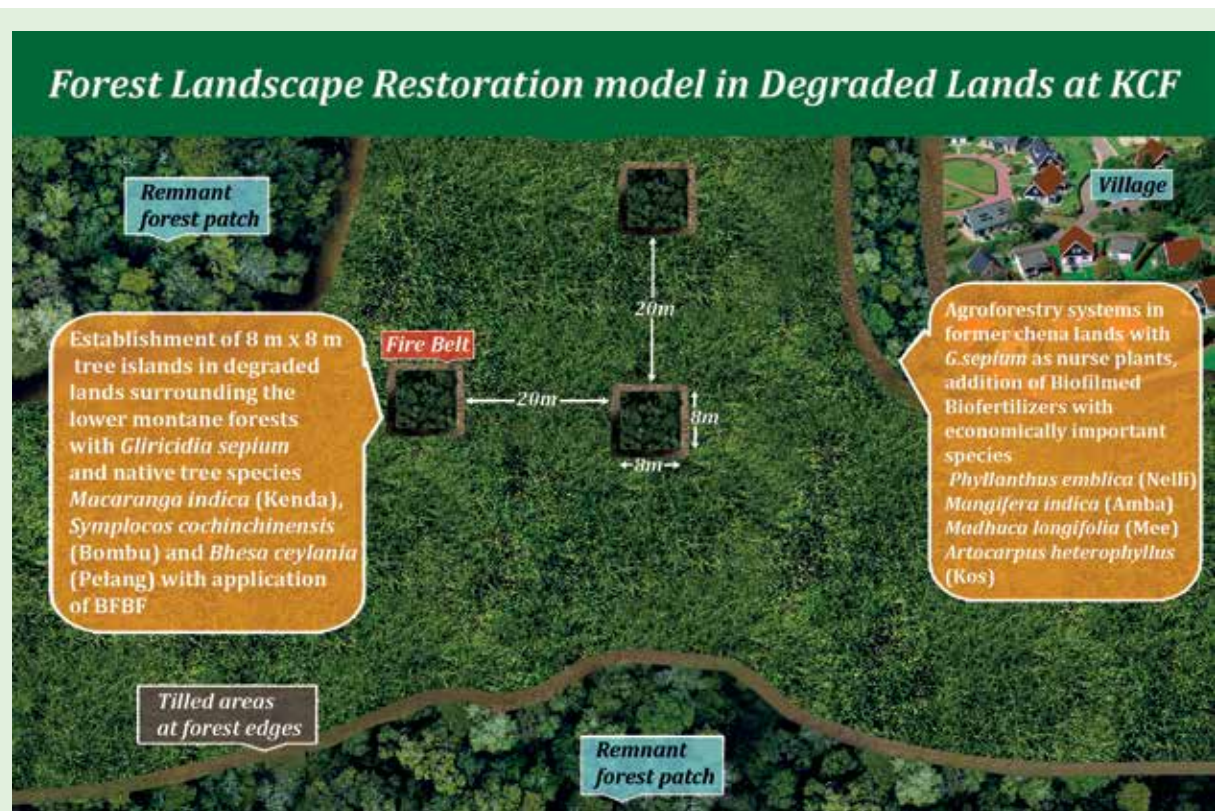 Forest Landscape Restoration model in Degraded Lands at KCF
Remnant
forest patch
Village
20m
Establishment of 8 m x 8 m
tree islands in degraded
lands surrounding the
lower montane forests
with Gliricidia sepium
and native tree species
Macaranga indica (Kenda),
Symplocos cochinchinensis
(Bombu) and Bhesa ceylania
(Pelang) with application
of BFBF
Fire Belt
20m
8m
8m
Agroforestry systems in
former chena lands with
G.sepium as nurse plants,
addition of Biofilmed
Biofertilizers with
economically important
species
Phyllanthus emblica (Nelli)
Mangifera indica (Amba)
Madhuca longifolia (Mee)
Artocarpus heterophyllus
(Kos)
Tilled areas
at forest edges
Remnant
forest patch